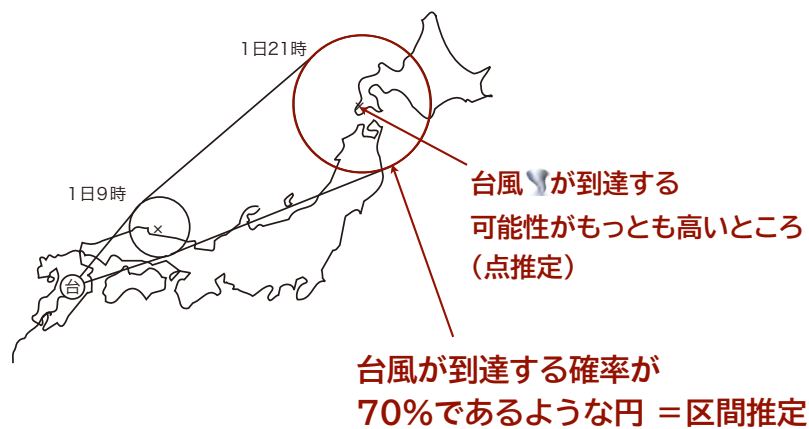 1日21時
1日9時
台
台風🌪が到達する
可能性がもっとも高いところ
（点推定）
台風が到達する確率が
70%であるような円 ＝区間推定